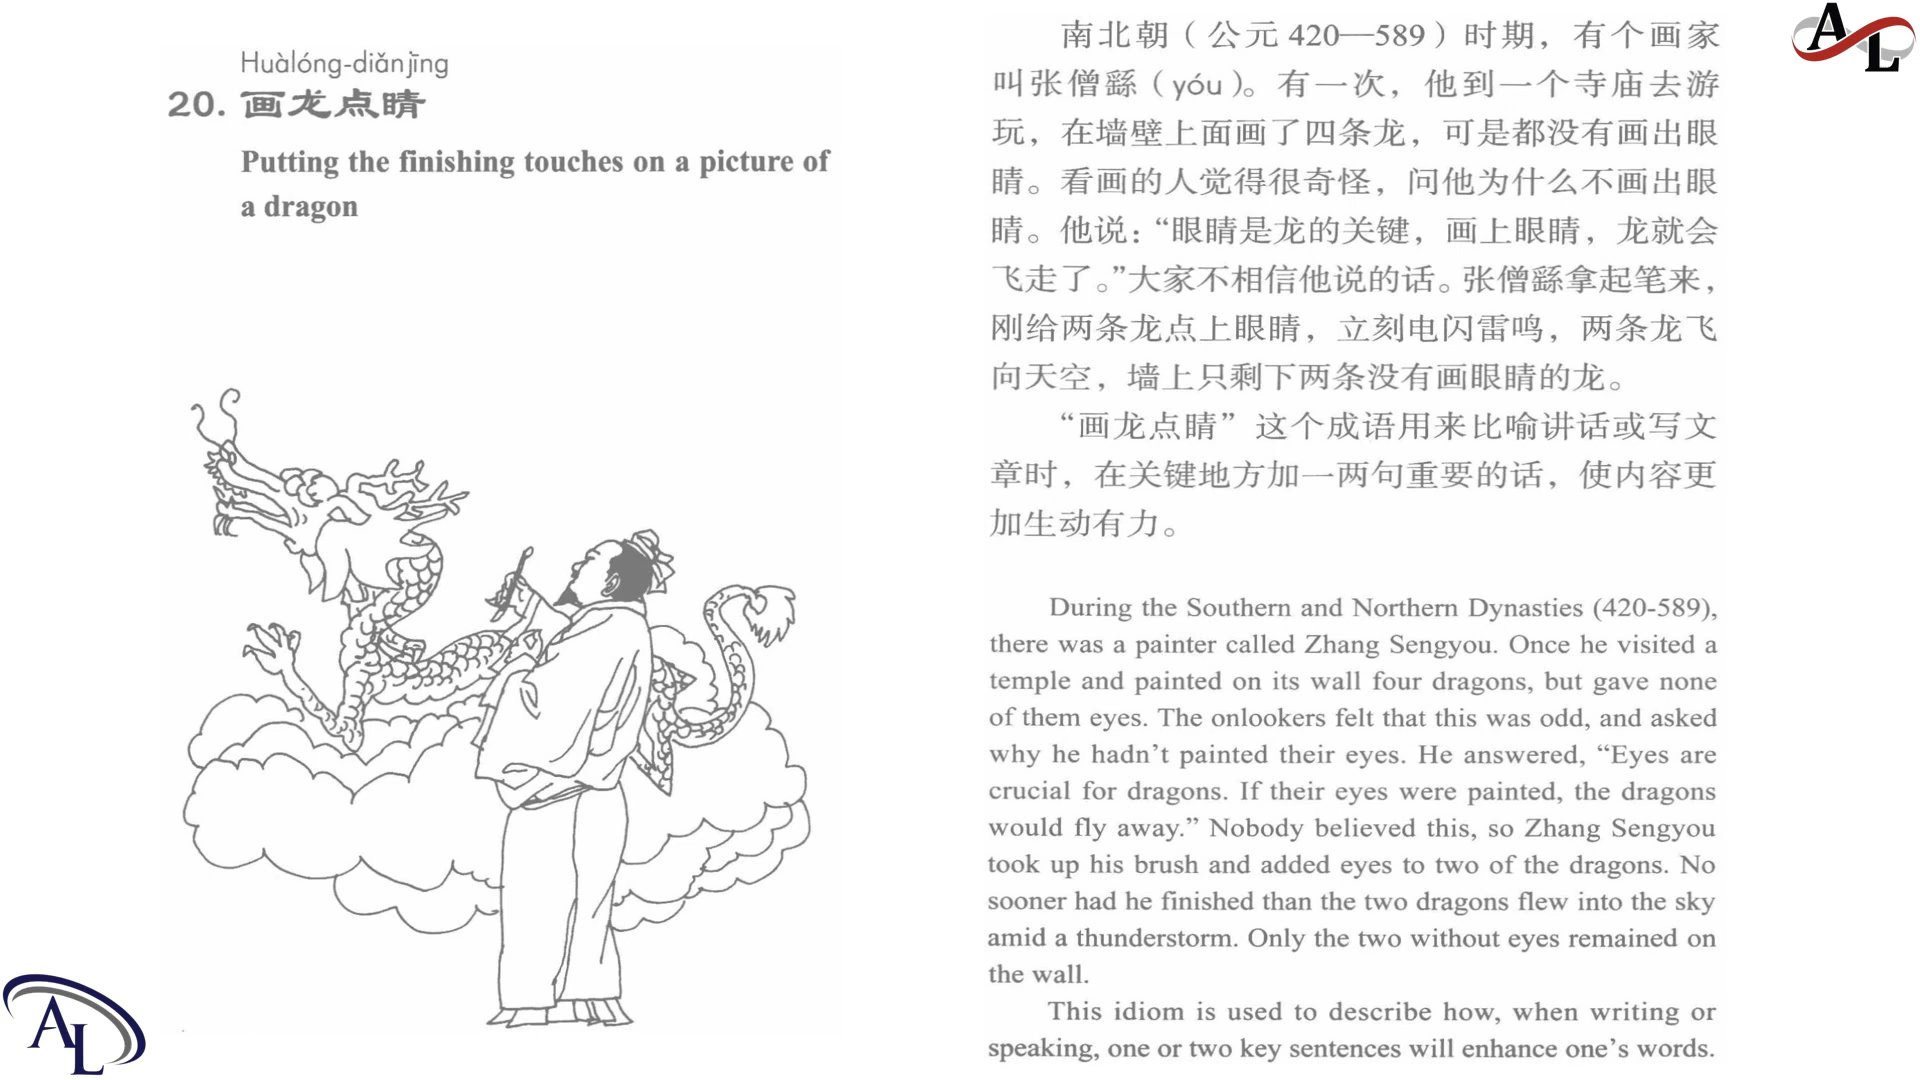 Huàlóng-diǎnjīng
20. 画龙点睛
Putting the finishing touches on a picture of
a dragon
南北朝（公元 420—589）时期，有个画家
叫张僧繇（yóu）。有一次，他到一个寺庙去游
玩，在墙壁上面画了四条龙，可是都没有画出眼
睛。看画的人觉得很奇怪，问他为什么不画出眼
睛。他说：“眼睛是龙的关键，画上眼睛，龙就会
飞走了。”大家不相信他说的话。张僧繇拿起笔来，
刚给两条龙点上眼睛，立刻电闪雷鸣，两条龙飞
向天空，墙上只剩下两条没有画眼睛的龙。
“画龙点睛”这个成语用来比喻讲话或写文
章时，在关键地方加一两句重要的话，使内容更
加生动有力。
During the Southern and Northern Dynasties (420-589),
there was a painter called Zhang Sengyou. Once he visited a
temple and painted on its wall four dragons, but gave none
of them eyes. The onlookers felt that this was odd, and asked
why he hadn’t painted their eyes. He answered, “Eyes are
crucial for dragons. If their eyes were painted, the dragons
would fly away.” Nobody believed this, so Zhang Sengyou
took up his brush and added eyes to two of the dragons. No
sooner had he finished than the two dragons flew into the sky
amid a thunderstorm. Only the two without eyes remained on
the wall.
This idiom is used to describe how, when writing or
speaking, one or two key sentences will enhance one’s words.
AL
AL